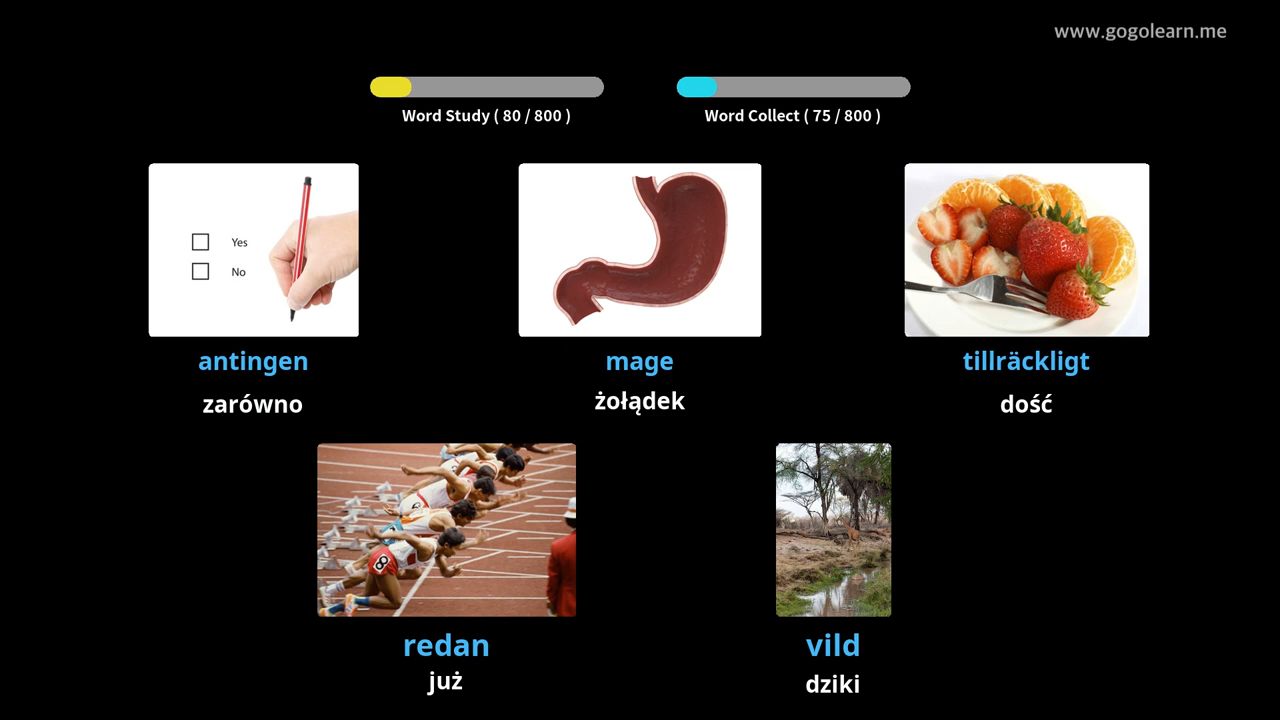 www.gogolearn.me
Word Study ( 80 / 800 )
Word Collect ( 75 / 800 )
Yes
No
antingen
mage
tillräckligt
zarówno
żołądek
dość
8
redan
vild
już
dziki